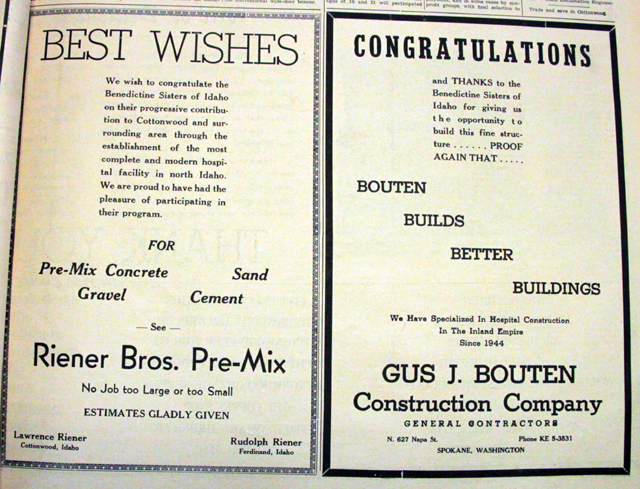 BEST WISHES
We wish to congratulate the
Benedictine Sisters of Idaho
on their progressive contribu-
tion to Cottonwood and sur-
rounding area through the
establishment of the most
complete and modern hospi-
tal facility in north Idaho.
We are proud to have had the
pleasure of participating in
their program.
FOR
Pre-Mix Concrete Sand
Gravel Cement
— See —
Riener Bros. Pre-Mix
No Job too Large or too Small
ESTIMATES GLADLY GIVEN
Lawrence Riener
Cottonwood, Idaho
Rudolph Riener
Ferdinand, Idaho
Trade and save in Cottonwood.
CONGRATULATIONS
and THANKS to the
Benedictine Sisters of
Idaho for giving us
the opportunity to
build this fine struc-
ture ...... PROOF
AGAIN THAT .....
BOUTEN
BUILDS
BETTER
BUILDINGS
We Have Specialized In Hospital Construction
In The Inland Empire
Since 1944
GUS J. BOUTEN
Construction Company
GENERAL CONTRACTORS
N. 627 Napa St. Phone KE 5-3531
SPOKANE, WASHINGTON